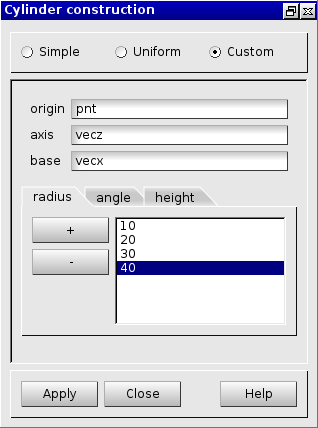 Cylinder construction
Simple Uniform Custom
origin pnt
axis vecz
base vecx
radius angle height
+ 10
20
- 30
40
Apply Close Help